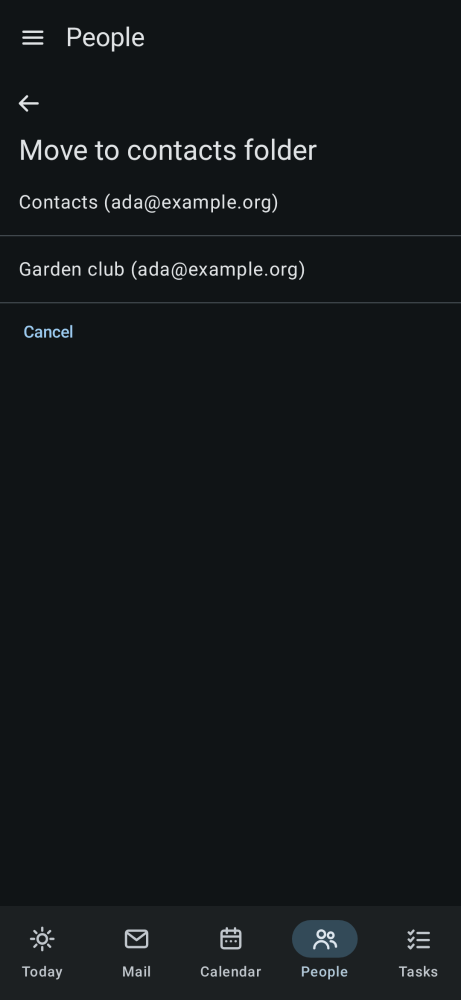 People
Move to contacts folder
Contacts (ada@example.org)
Garden club (ada@example.org)
Cancel
Today
Mail
Calendar
People
Tasks